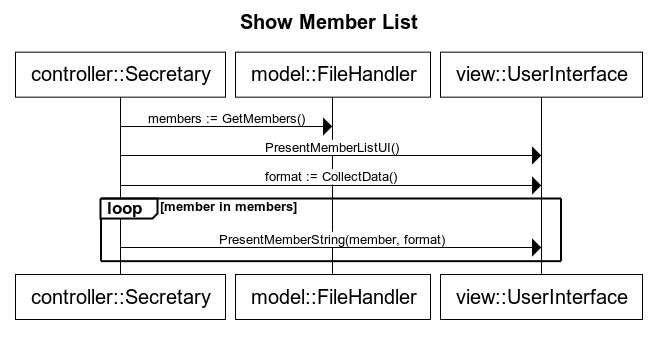 Show Member List
controller::Secretary
model::FileHandler
view::UserInterface
members := GetMembers()
PresentMemberListUI()
format := CollectData()
loop [member in members]
PresentMemberString(member, format)
controller::Secretary
model::FileHandler
view::UserInterface